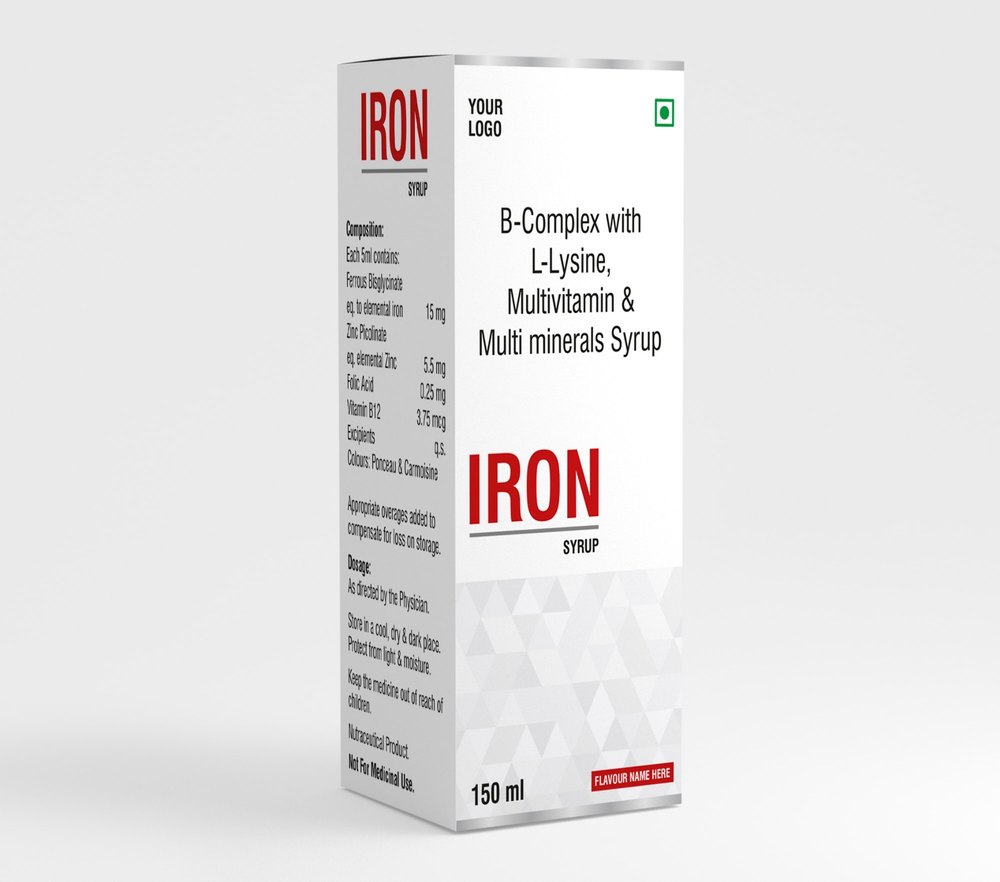 IRON
SYRUP
Composition:
Each 5ml contains:
Ferrous Bisglycinate
eq. to elemental iron 15 mg
Zinc Picolinate
eq. elemental Zinc 5.5 mg
Folic Acid 0.25 mg
Vitamin B12 3.75 mcg
Excipients q.s.
Colours: Ponceau & Carmoisine
Appropriate overages added to
compensate for loss on storage.
Dosage:
As directed by the Physician.
Store in a cool, dry & dark place.
Protect from light & moisture.
Keep the medicine out of reach of
children.
Nutraceutical Product.
Not For Medicinal Use.
YOUR
LOGO
B-Complex with
L-Lysine,
Multivitamin &
Multi minerals Syrup
IRON
SYRUP
150 ml
FLAVOUR NAME HERE